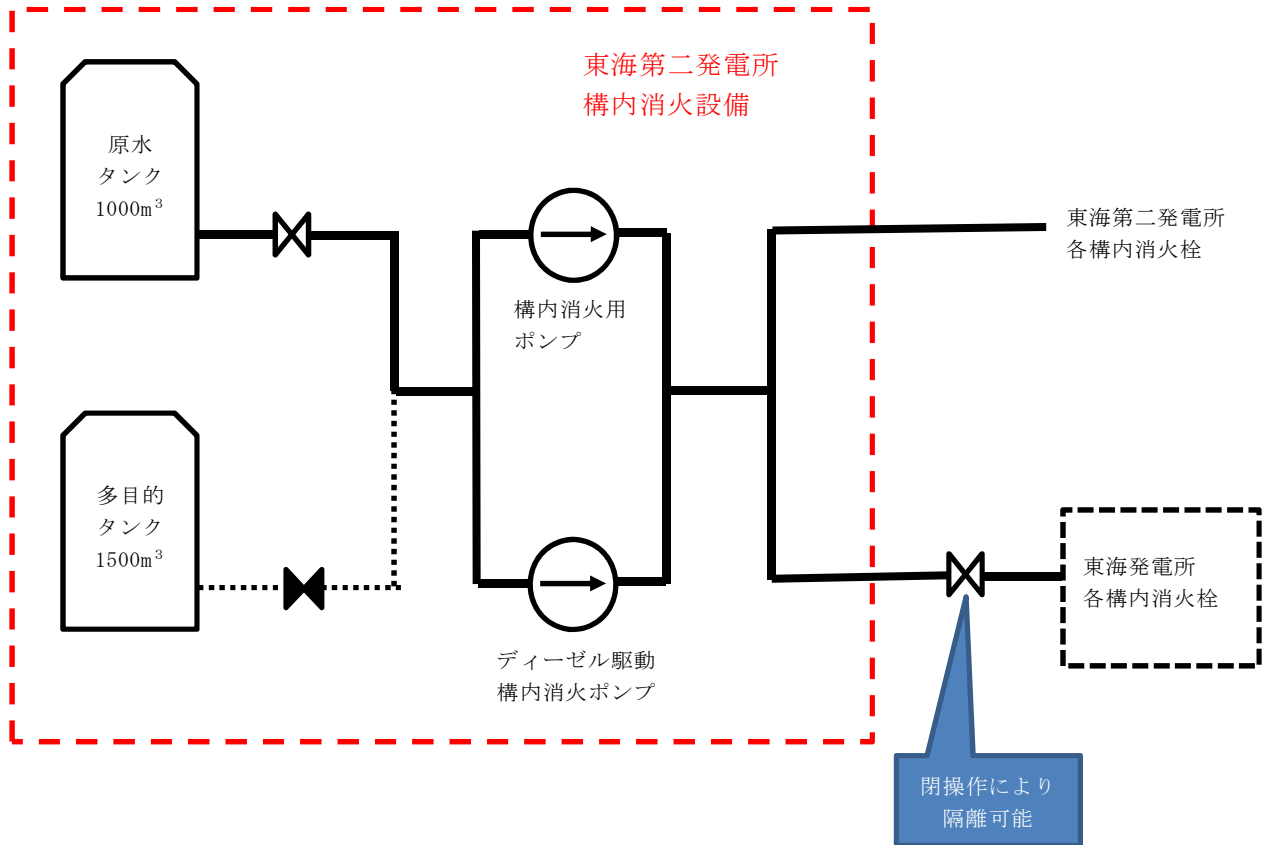 東海第二発電所
構内消火設備
原水
タンク
1000m³
構内消火用
ポンプ
東海第二発電所
各構内消火栓
多目的
タンク
1500m³
ディーゼル駆動
構内消火ポンプ
東海発電所
各構内消火栓
閉操作により
隔離可能